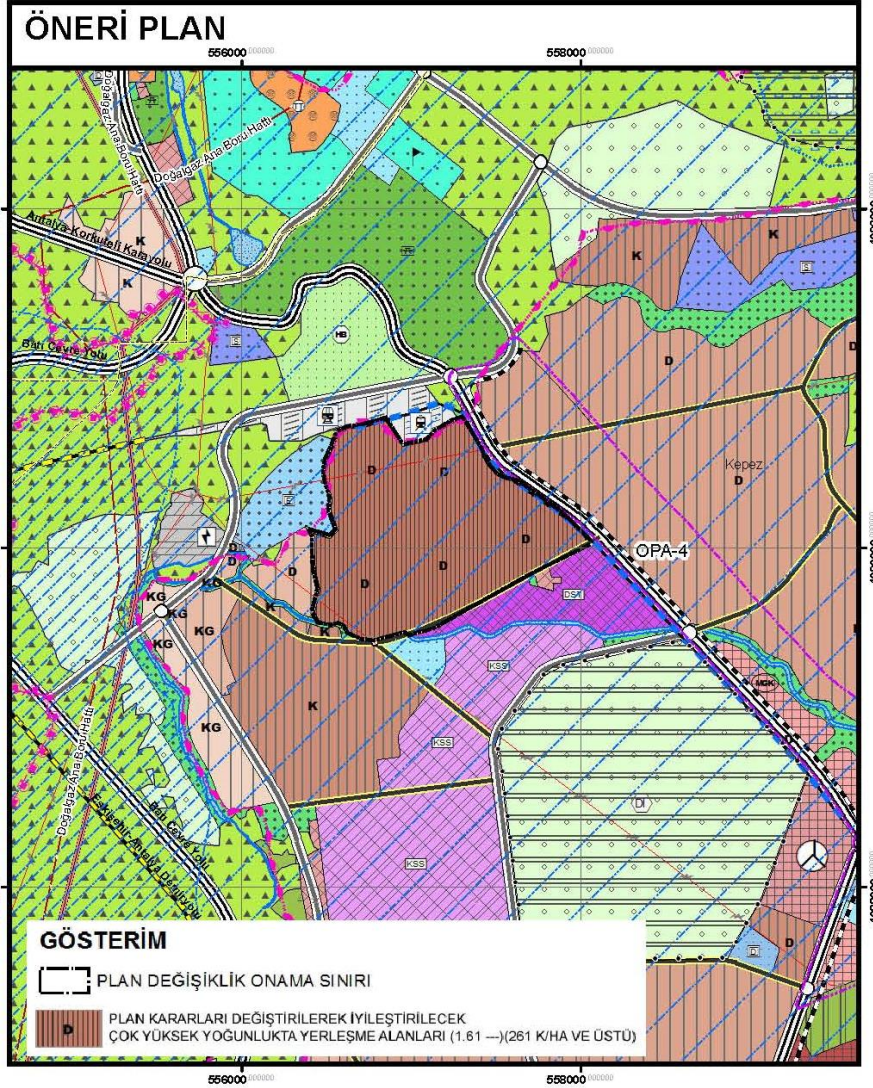 ÖNERİ PLAN
556000
558000
Doğalgaz Ana Boru Hattı
Doğalgaz Ana Boru Hattı
Antalya-Korkuteli Karayolu
K
K
K
K
S
S
Batı Çevre Yolu
HB
D
D
D
Kepez
D
D
D
E
D
D
D
D
D
D
OPA-4
DSY
KG
KG
KG
K
K
KG
KSS
MGK
KG
K
KSS
Dİ
Doğalgaz Ana Boru Hattı
Batı Çevre Yolu
Eskişehir-Antalya Demiryolu
KSS
D
GÖSTERİM
PLAN DEĞİŞİKLİK ONAMA SINIRI
D
PLAN KARARLARI DEĞİŞTİRİLEREK İYİLEŞTİRİLECEK
ÇOK YÜKSEK YOĞUNLUKTA YERLEŞME ALANLARI (1.61 ---)(261 K/HA VE ÜSTÜ)
556000
558000